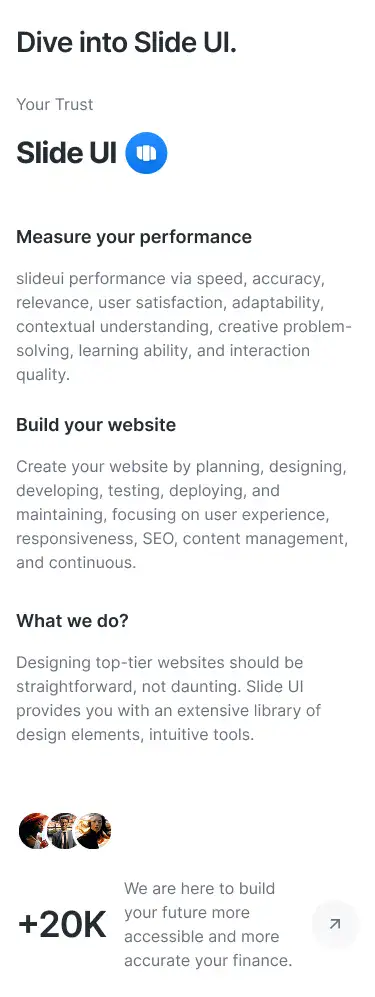 Dive into Slide UI.
Your Trust
Slide UI
Measure your performance
slideui performance via speed, accuracy,
relevance, user satisfaction, adaptability,
contextual understanding, creative problem-
solving, learning ability, and interaction
quality.
Build your website
Create your website by planning, designing,
developing, testing, deploying, and
maintaining, focusing on user experience,
responsiveness, SEO, content management,
and continuous.
What we do?
Designing top-tier websites should be
straightforward, not daunting. Slide UI
provides you with an extensive library of
design elements, intuitive tools.
+20K
We are here to build
your future more
accessible and more
accurate your finance.